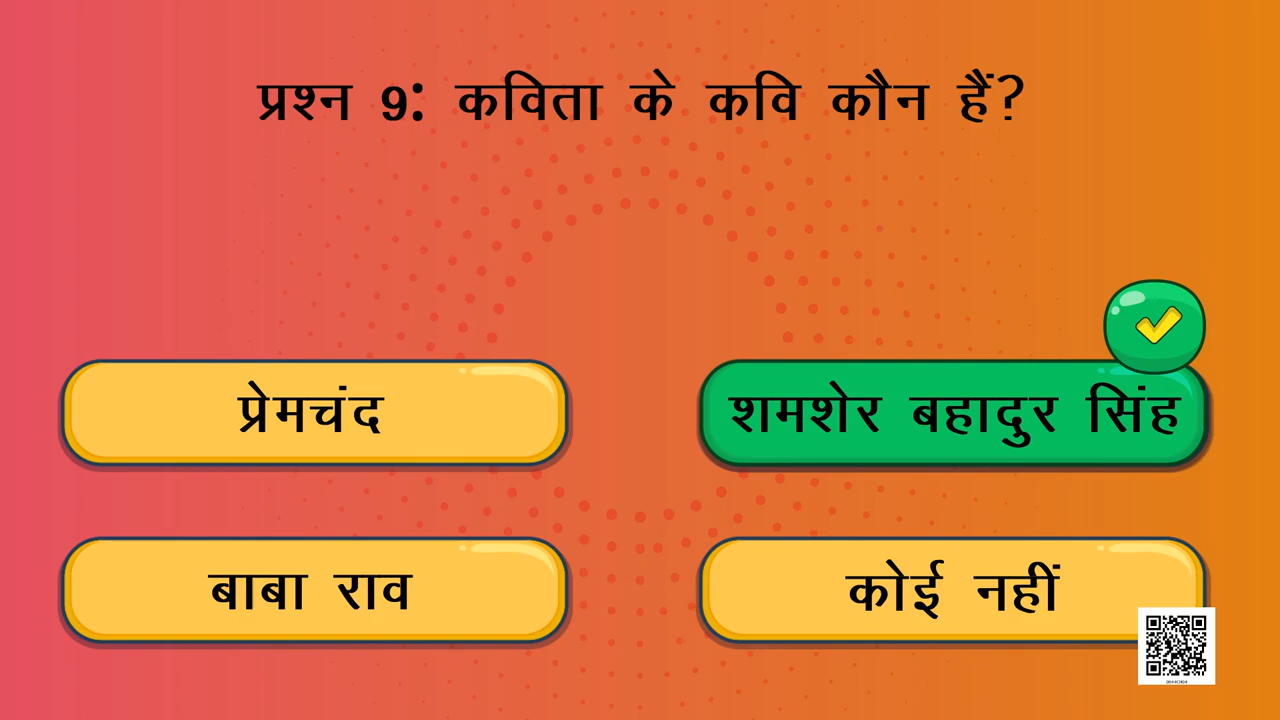 प्रश्न 9: कविता के कवि कौन हैं?
प्रेमचंद
शमशेर बहादुर सिंह
बाबा राव
कोई नहीं